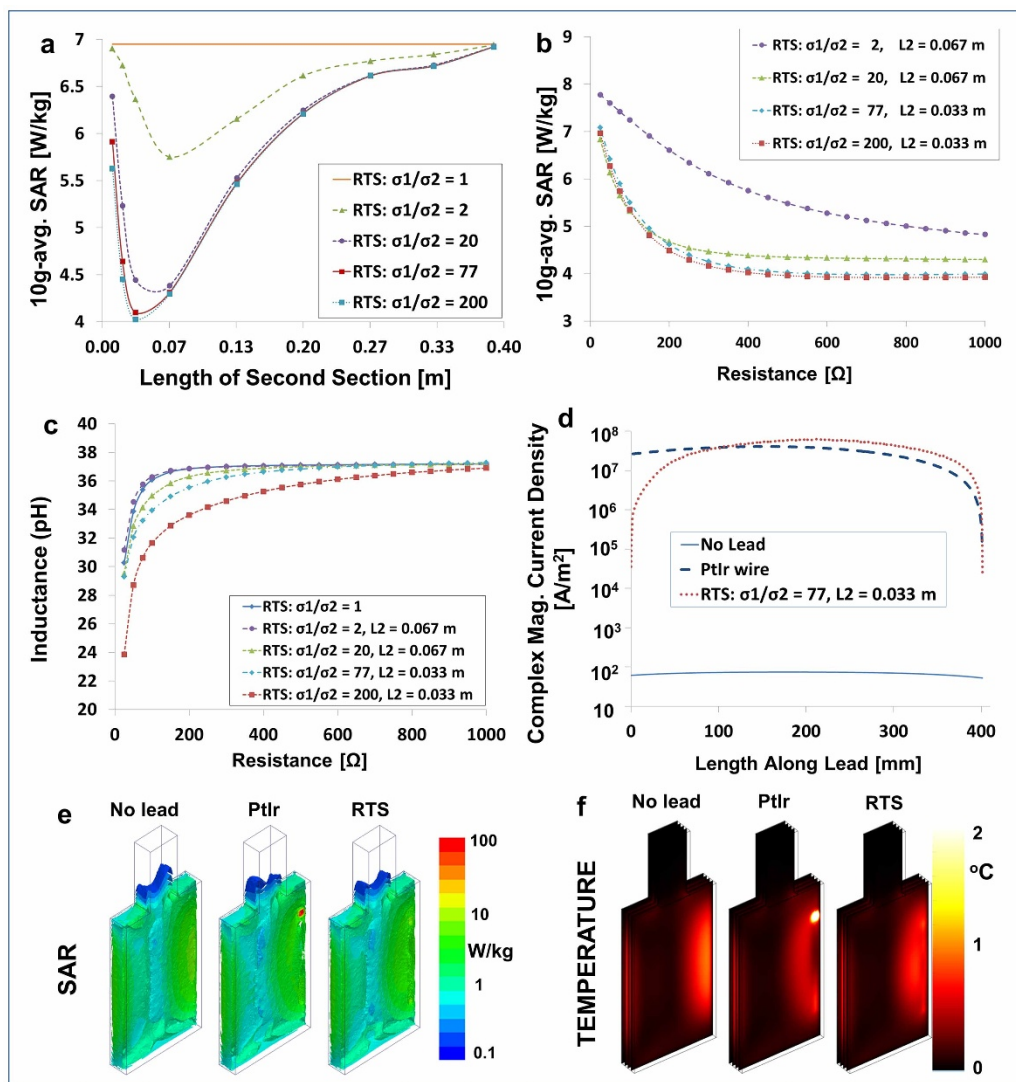 a
10g-avg. SAR [W/kg]
7
6.5
6
5.5
5
4.5
4
RTS: σ1/σ2 = 1
RTS: σ1/σ2 = 2
RTS: σ1/σ2 = 20
RTS: σ1/σ2 = 77
RTS: σ1/σ2 = 200
0.00 0.07 0.13 0.20 0.27 0.33 0.40
Length of Second Section [m]
b
10g-avg. SAR [W/kg]
9
8
7
6
5
4
3
RTS: σ1/σ2 = 2, L2 = 0.067 m
RTS: σ1/σ2 = 20, L2 = 0.067 m
RTS: σ1/σ2 = 77, L2 = 0.033 m
RTS: σ1/σ2 = 200, L2 = 0.033 m
0 200 400 600 800 1000
Resistance [Ω]
c
Inductance (pH)
40
38
36
34
32
30
28
26
24
22
20
RTS: σ1/σ2 = 1
RTS: σ1/σ2 = 2, L2 = 0.067 m
RTS: σ1/σ2 = 20, L2 = 0.067 m
RTS: σ1/σ2 = 77, L2 = 0.033 m
RTS: σ1/σ2 = 200, L2 = 0.033 m
0 200 400 600 800 1000
Resistance [Ω]
d
Complex Mag. Current Density
[A/m²]
10⁸
10⁷
10⁶
10⁵
10⁴
10³
10²
10
No Lead
PtIr wire
RTS: σ1/σ2 = 77, L2 = 0.033 m
0 100 200 300 400
Length Along Lead [mm]
e
No lead PtIr RTS
SAR
100
10
W/kg
1
0.1
f
No lead PtIr RTS
TEMPERATURE
2
ºC
1
0